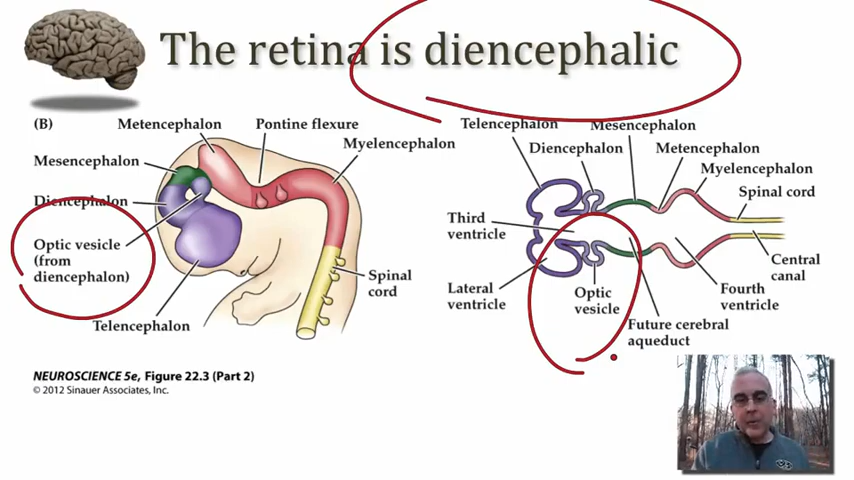 The retina is diencephalic
(B)
Metencephalon
Pontine flexure
Myelencephalon
Mesencephalon
Diencephalon
Optic vesicle
(from
diencephalon)
Telencephalon
Spinal
cord
Telencephalon
Mesencephalon
Diencephalon
Metencephalon
Myelencephalon
Spinal cord
Third
ventricle
Lateral
ventricle
Optic
vesicle
Future cerebral
aqueduct
Fourth
ventricle
Central
canal
NEUROSCIENCE 5e, Figure 22.3 (Part 2)
© 2012 Sinauer Associates, Inc.